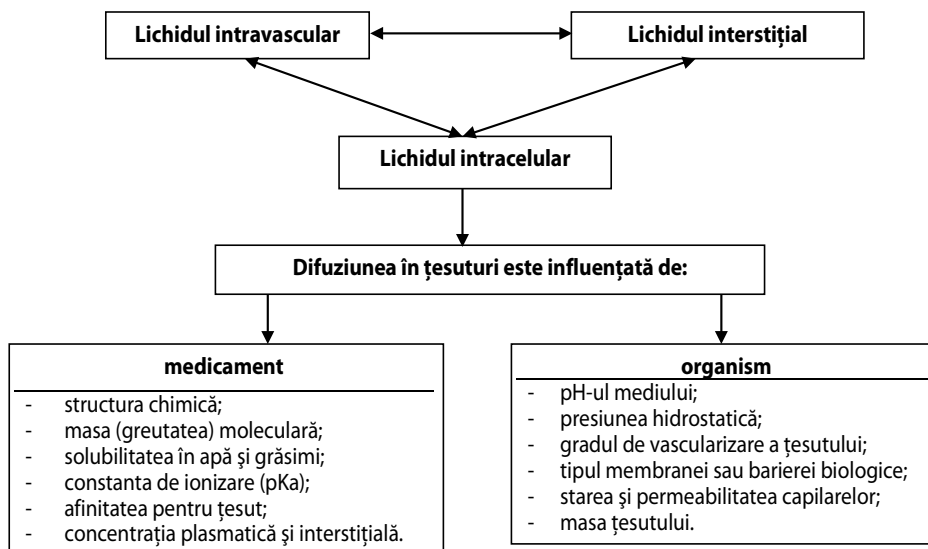 Lichidul intravascular
Lichidul interstițial
Lichidul intracelular
Difuziunea în țesuturi este influențată de:
medicament
- structura chimică;
- masa (greutatea) moleculară;
- solubilitatea în apă şi grăsimi;
- constanta de ionizare (pKa);
- afinitatea pentru țesut;
- concentrația plasmatică şi interstițială.
organism
- pH-ul mediului;
- presiunea hidrostatică;
- gradul de vascularizare a țesutului;
- tipul membranei sau barierei biologice;
- starea şi permeabilitatea capilarelor;
- masa țesutului.